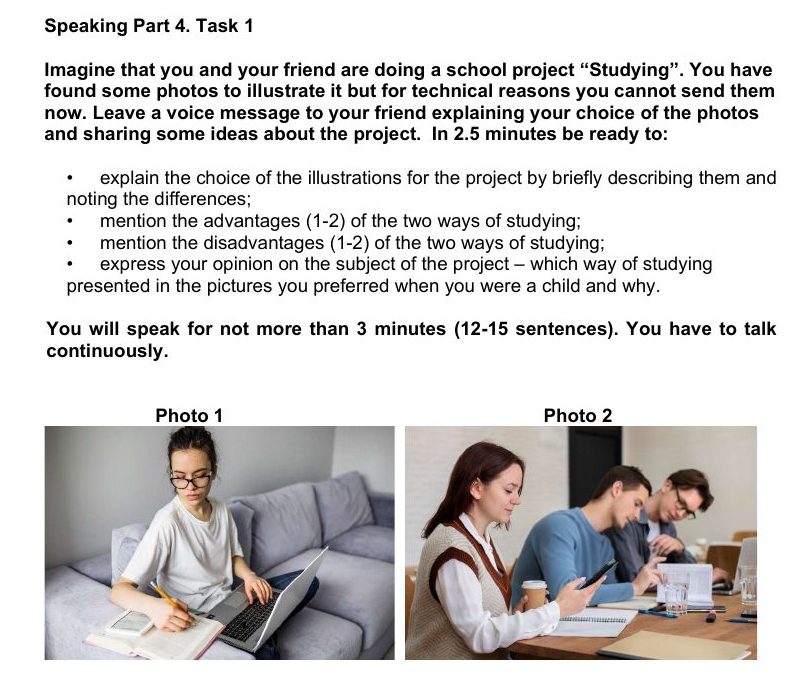 Speaking Part 4. Task 1
Imagine that you and your friend are doing a school project “Studying”. You have
found some photos to illustrate it but for technical reasons you cannot send them
now. Leave a voice message to your friend explaining your choice of the photos
and sharing some ideas about the project.  In 2.5 minutes be ready to:
• explain the choice of the illustrations for the project by briefly describing them and
noting the differences;
• mention the advantages (1-2) of the two ways of studying;
• mention the disadvantages (1-2) of the two ways of studying;
• express your opinion on the subject of the project – which way of studying
presented in the pictures you preferred when you were a child and why.
You will speak for not more than 3 minutes (12-15 sentences). You have to talk
continuously.
Photo 1 Photo 2